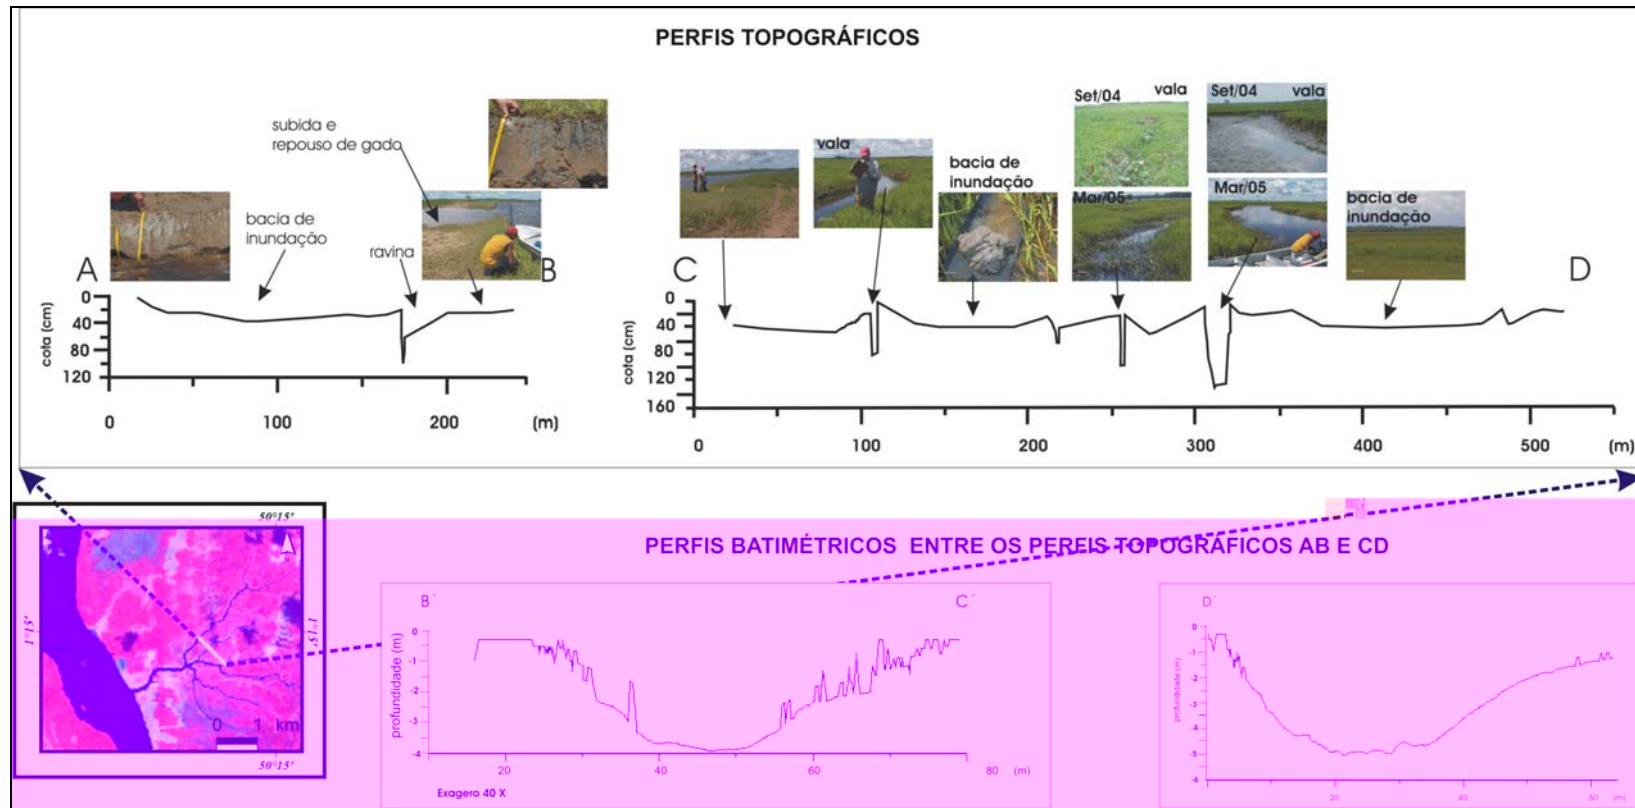 PERFIS TOPOGRÁFICOS
subida e
repouso de gado
bacia de
inundação
ravina
A
B
cota (cm)
0
40
80
120
0
100
200
(m)
vala
bacia de
inundação
Set/04
vala
Mar/05
Set/04
vala
Mar/05
bacia de
inundação
C
D
cota (cm)
0
40
80
120
160
0
100
200
300
400
500
(m)
50°15'
1°15'
1°15'
0 1 km
50°15'
PERFIS BATIMÉTRICOS ENTRE OS PERFIS TOPOGRÁFICOS AB E CD
B´
C´
profundidade (m)
0
-1
-2
-3
-4
20
40
60
80
(m)
Exagero 40 X
D´
profundidade (m)
0
-1
-2
-3
-4
-5
-6
20
40
60
(m)